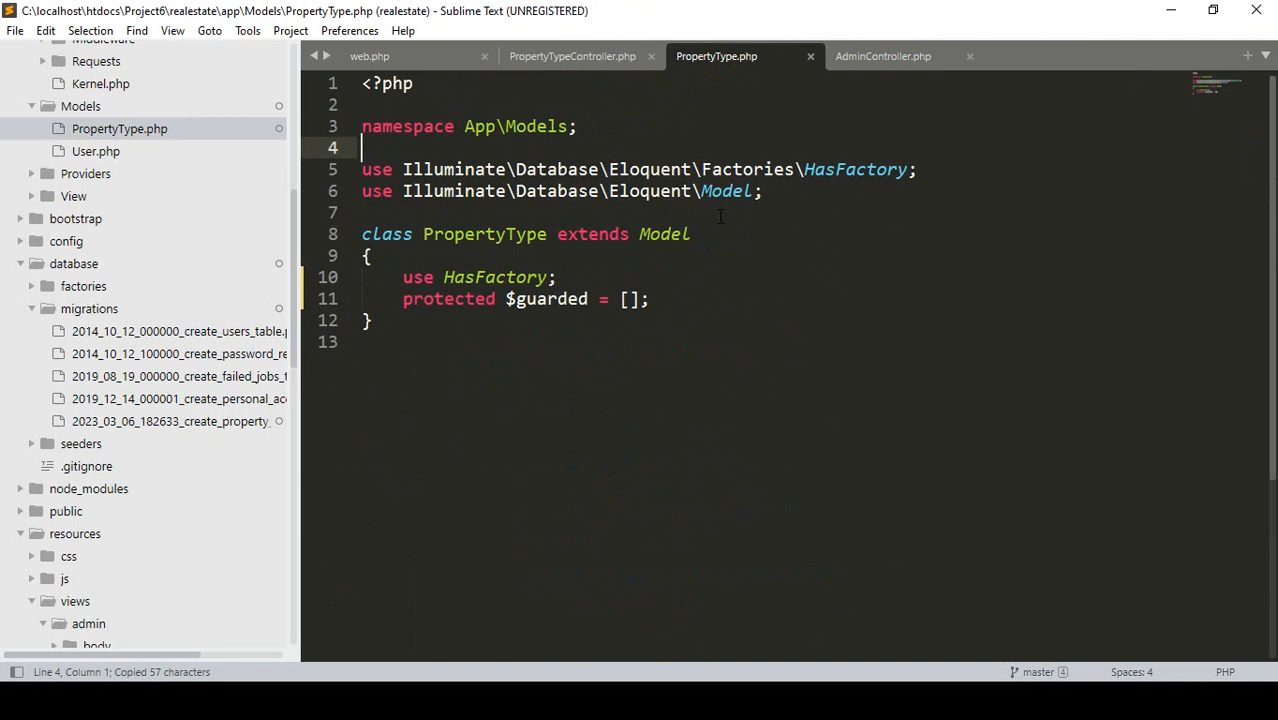 C:\localhost\htdocs\Project6\realestate\app\Models\PropertyType.php (realestate) - Sublime Text (UNREGISTERED)
File Edit Selection Find View Goto Tools Project Preferences Help
Middleware
Requests
Kernel.php
Models
PropertyType.php
User.php
Providers
View
bootstrap
config
database
factories
migrations
2014_10_12_000000_create_users_table.p
2014_10_12_100000_create_password_re
2019_08_19_000000_create_failed_jobs_t
2019_12_14_000001_create_personal_acc
2023_03_06_182633_create_property_
seeders
.gitignore
node_modules
public
resources
css
js
views
admin
body
web.php PropertyTypeController.php PropertyType.php AdminController.php
1 <?php
2
3 namespace App\Models;
4
5 use Illuminate\Database\Eloquent\Factories\HasFactory;
6 use Illuminate\Database\Eloquent\Model;
7
8 class PropertyType extends Model
9 {
10 use HasFactory;
11 protected $guarded = [];
12 }
13
Line 4, Column 1; Copied 57 characters
master 4 Spaces: 4 PHP